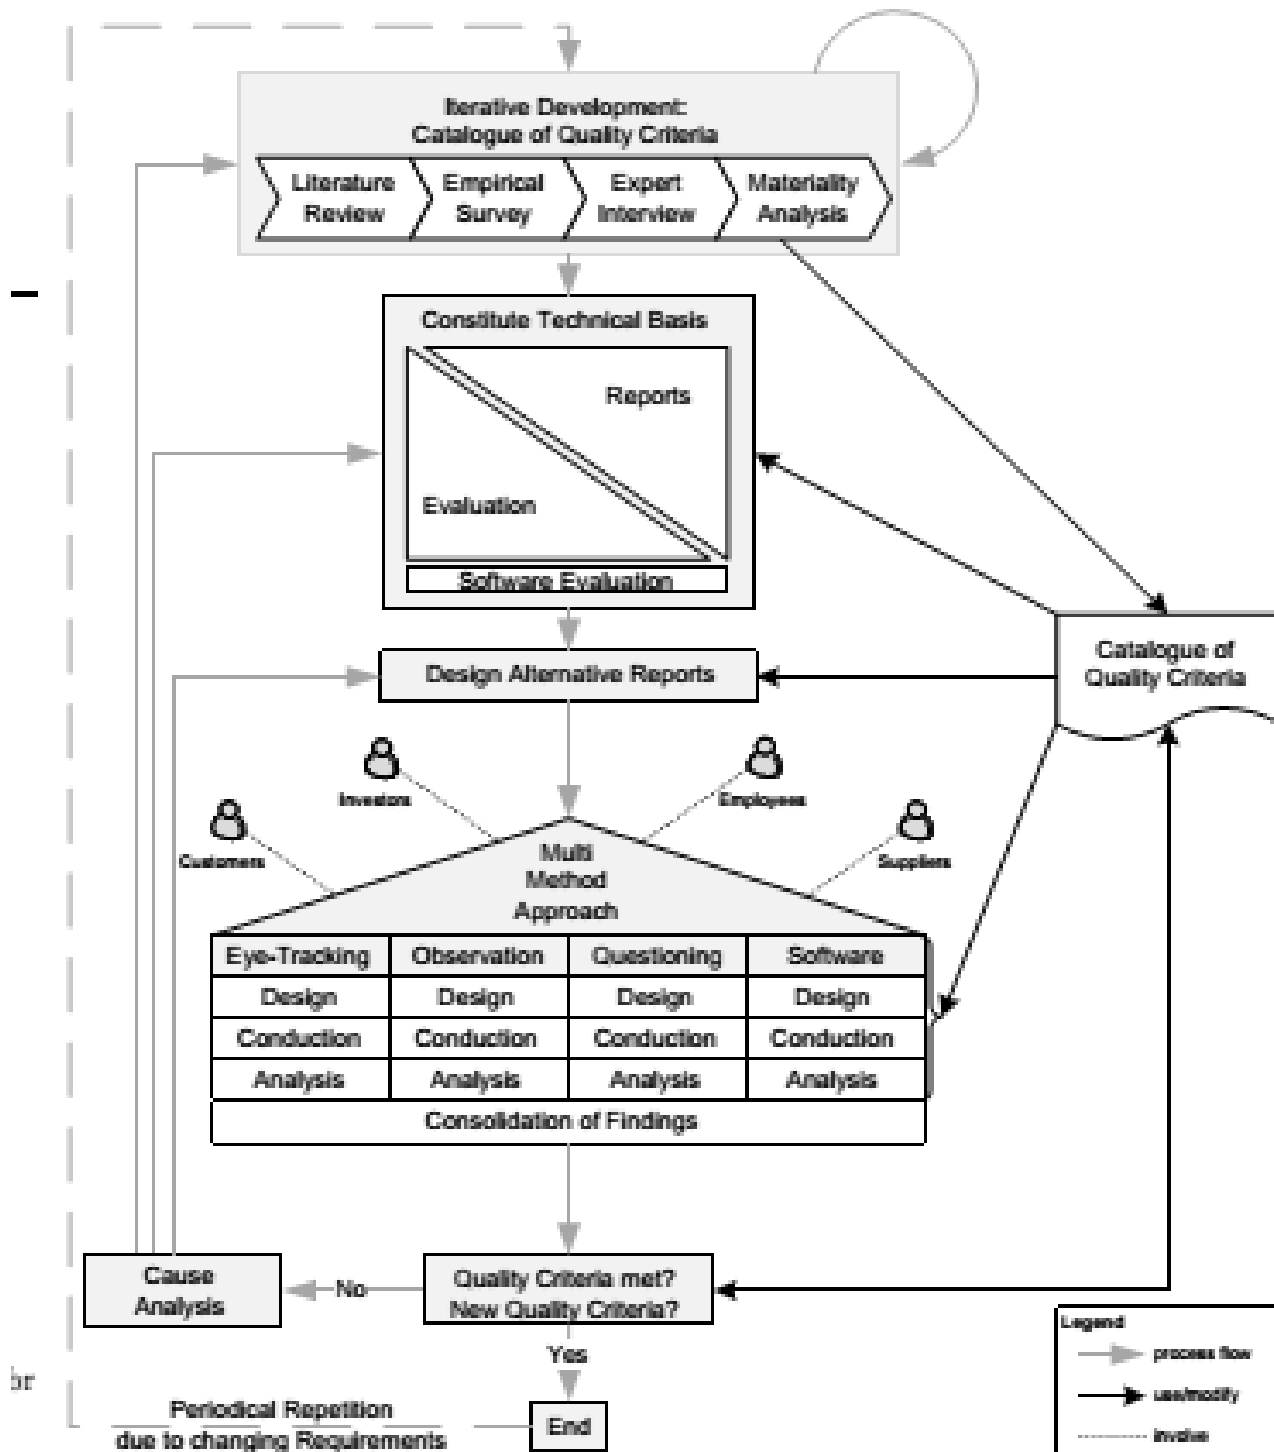 Iterative Development:
Catalogue of Quality Criteria
Literature
Review
Empirical
Survey
Expert
Interview
Materiality
Analysis
Constitute Technical Basis
Reports
Evaluation
Software Evaluation
Design Alternative Reports
Catalogue of
Quality Criteria
Investors
Employees
Customers
Suppliers
Multi
Method
Approach
Eye-Tracking Observation Questioning Software
Design Design Design Design
Conduction Conduction Conduction Conduction
Analysis Analysis Analysis Analysis
Consolidation of Findings
Cause
Analysis
No
Quality Criteria met?
New Quality Criteria?
Yes
End
Periodical Repetition
due to changing Requirements
Legend
process flow
use/modify
involve